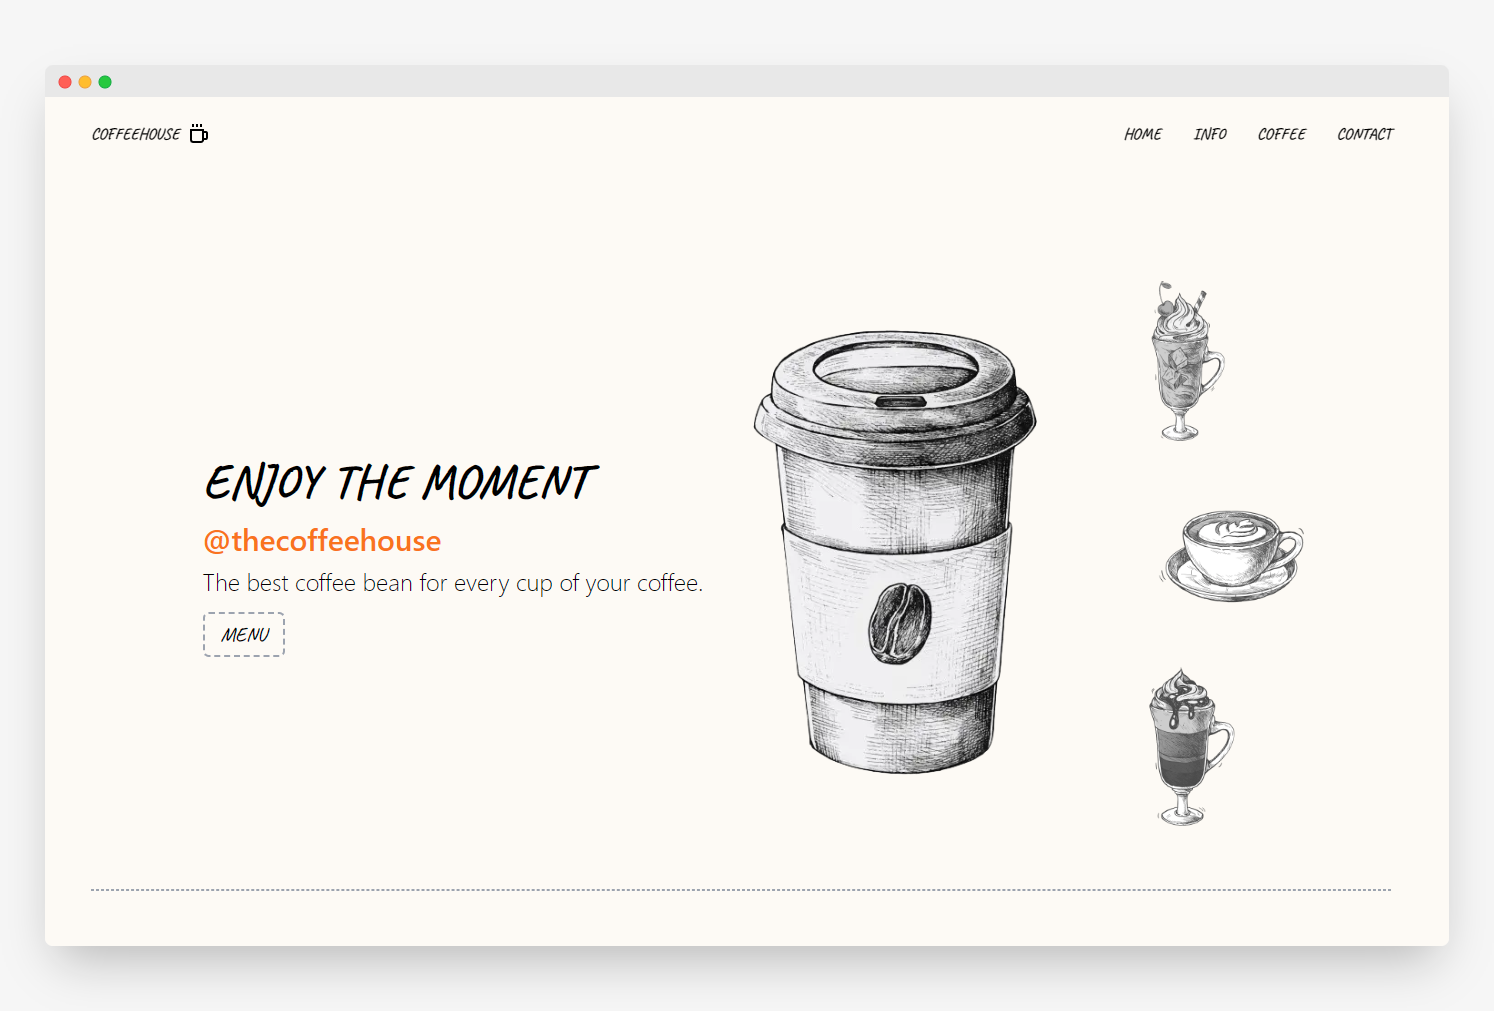 COFFEEHOUSE
HOME INFO COFFEE CONTACT
ENJOY THE MOMENT
@thecoffeehouse
The best coffee bean for every cup of your coffee.
MENU